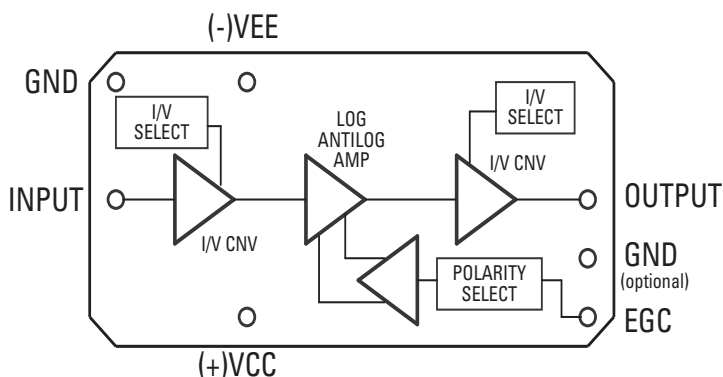 (-)VEE
GND
I/V
SELECT
LOG
ANTILOG
AMP
I/V
SELECT
I/V CNV
INPUT
OUTPUT
I/V CNV
GND
(optional)
POLARITY
SELECT
EGC
(+)VCC